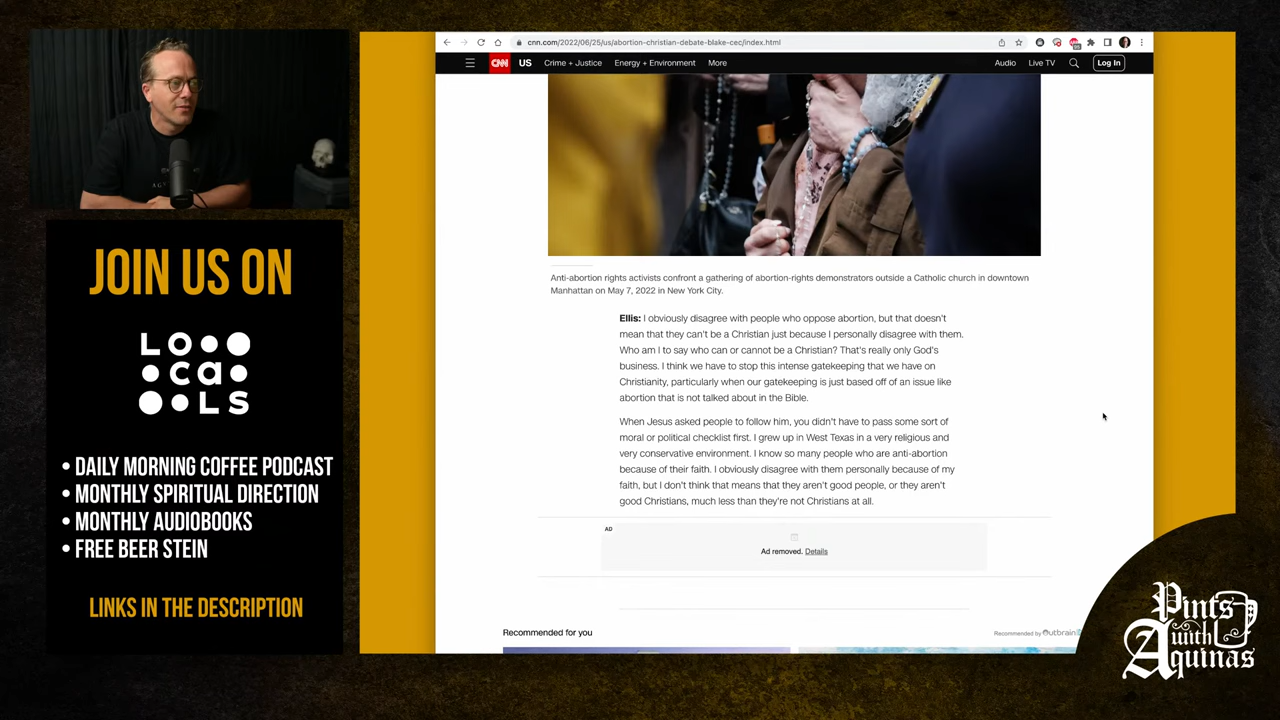 JOIN US ON
LO
ca
LS
• DAILY MORNING COFFEE PODCAST
• MONTHLY SPIRITUAL DIRECTION
• MONTHLY AUDIOBOOKS
• FREE BEER STEIN
LINKS IN THE DESCRIPTION
cnn.com/2022/06/25/us/abortion-christian-debate-blake-cec/index.html
CNN US Crime + Justice Energy + Environment More Audio Live TV Log In
Anti-abortion rights activists confront a gathering of abortion-rights demonstrators outside a Catholic church in downtown
Manhattan on May 7, 2022 in New York City.
Ellis: I obviously disagree with people who oppose abortion, but that doesn't
mean that they can't be a Christian just because I personally disagree with them.
Who am I to say who can or cannot be a Christian? That's really only God's
business. I think we have to stop this intense gatekeeping that we have on
Christianity, particularly when our gatekeeping is just based off of an issue like
abortion that is not talked about in the Bible.
When Jesus asked people to follow him, you didn't have to pass some sort of
moral or political checklist first. I grew up in West Texas in a very religious and
very conservative environment. I know so many people who are anti-abortion
because of their faith. I obviously disagree with them personally because of my
faith, but I don't think that means that they aren't good people, or they aren't
good Christians, much less than they're not Christians at all.
AD
Ad removed. Details
Recommended for you
Recommended by Outbrain
Pints
with
Aquinas